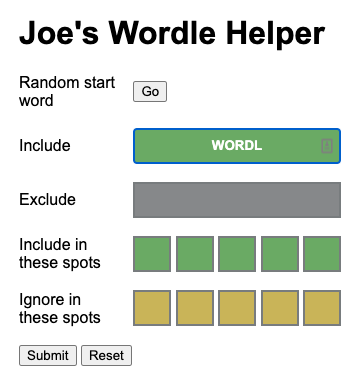 Joe's Wordle Helper
Random start
word
Go
Include
WORDL
Exclude
Include in
these spots
Ignore in
these spots
Submit
Reset